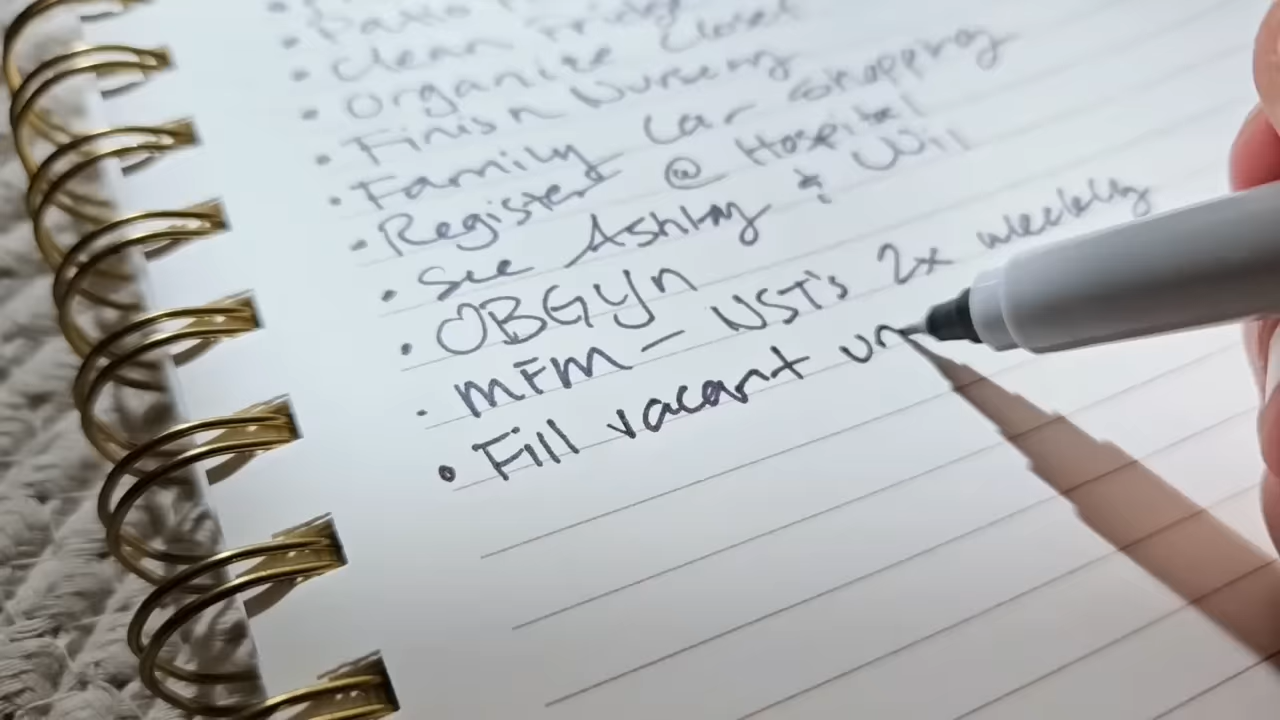 • Clean Fridge
• Organize Closet
• Finish Nursery
• Family Car Shopping
• Register @ Hospital
• See Ashley & Will
• OBGYN
• MFM – NST's 2x weekly
• Fill vacant un